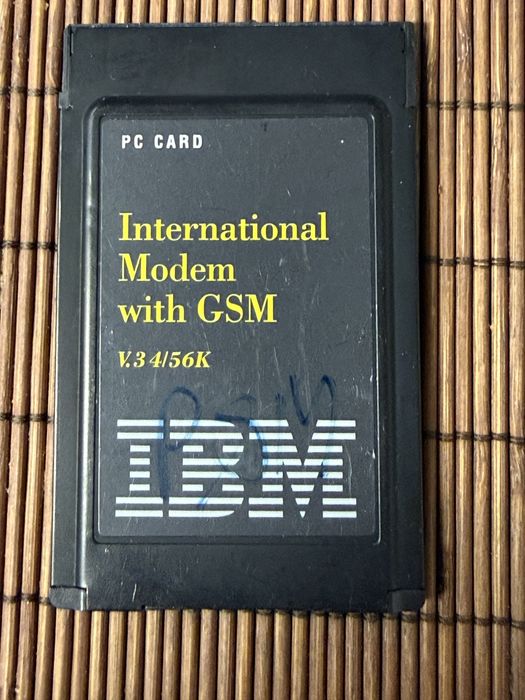 PC CARD
International
Modem
with GSM
V.34/56K
IBM